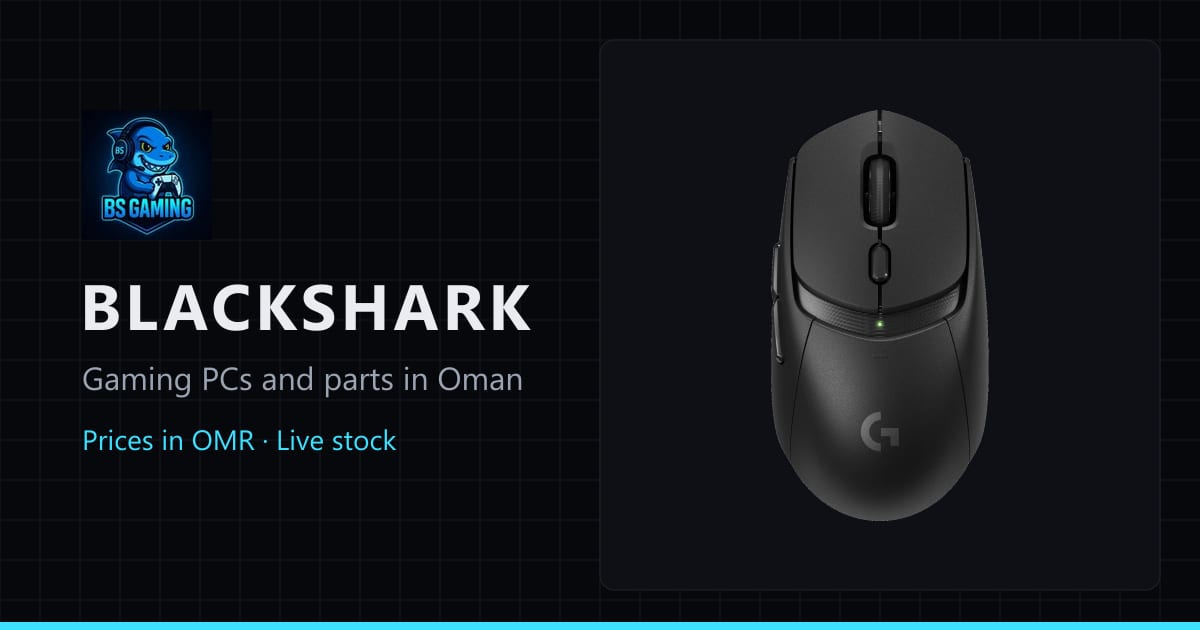 BS
BS GAMING
BLACKSHARK
Gaming PCs and parts in Oman
Prices in OMR · Live stock
G